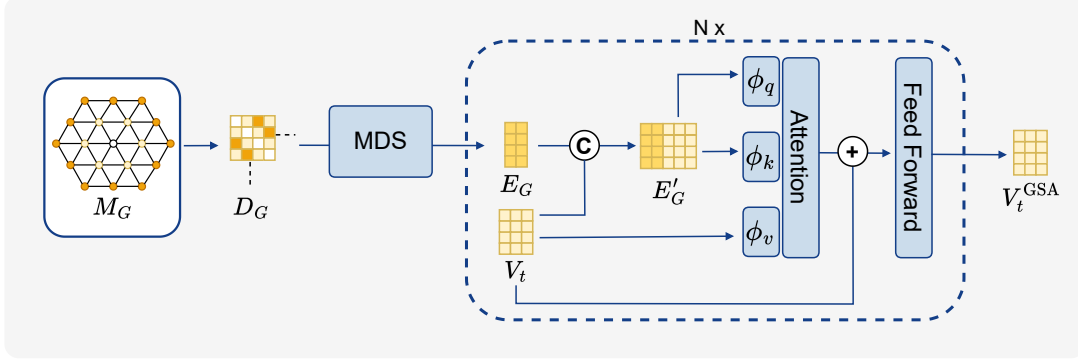 N x
M_G
D_G
MDS
E_G
C
E'_G
V_t
ϕ_q
ϕ_k
ϕ_v
Attention
+
Feed Forward
V_t^GSA